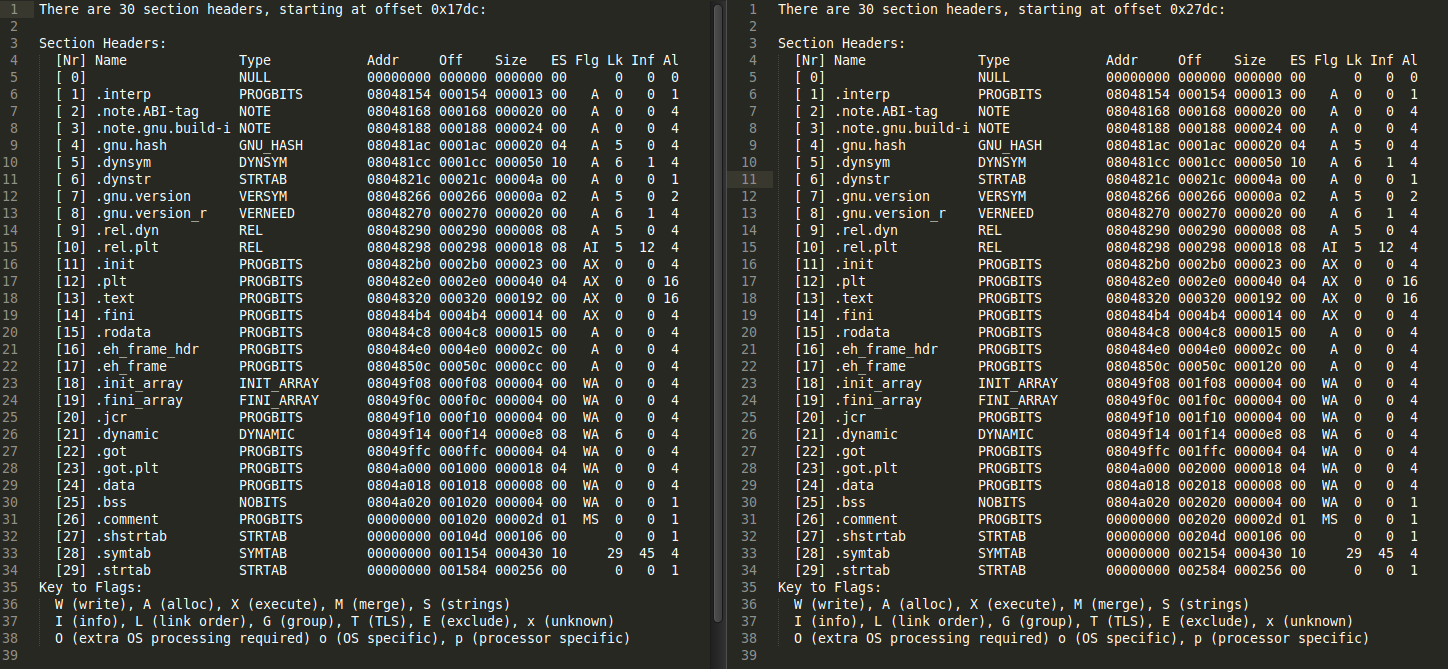 1 There are 30 section headers, starting at offset 0x17dc:
2
3 Section Headers:
4   [Nr] Name              Type            Addr     Off    Size   ES Flg Lk Inf Al
5   [ 0]                   NULL            00000000 000000 000000 00      0   0  0
6   [ 1] .interp           PROGBITS        08048154 000154 000013 00   A  0   0  1
7   [ 2] .note.ABI-tag     NOTE            08048168 000168 000020 00   A  0   0  4
8   [ 3] .note.gnu.build-i NOTE            08048188 000188 000024 00   A  0   0  4
9   [ 4] .gnu.hash         GNU_HASH        080481ac 0001ac 000020 04   A  5   0  4
10   [ 5] .dynsym           DYNSYM          080481cc 0001cc 000050 10   A  6   1  4
11   [ 6] .dynstr           STRTAB          0804821c 00021c 00004a 00   A  0   0  1
12   [ 7] .gnu.version      VERSYM          08048266 000266 00000a 02   A  5   0  2
13   [ 8] .gnu.version_r    VERNEED         08048270 000270 000020 00   A  6   1  4
14   [ 9] .rel.dyn          REL             08048290 000290 000008 08   A  5   0  4
15   [10] .rel.plt          REL             08048298 000298 000018 08  AI  5  12  4
16   [11] .init             PROGBITS        080482b0 0002b0 000023 00  AX  0   0  4
17   [12] .plt              PROGBITS        080482e0 0002e0 000040 04  AX  0   0 16
18   [13] .text             PROGBITS        08048320 000320 000192 00  AX  0   0 16
19   [14] .fini             PROGBITS        080484b4 0004b4 000014 00  AX  0   0  4
20   [15] .rodata           PROGBITS        080484c8 0004c8 000015 00   A  0   0  4
21   [16] .eh_frame_hdr     PROGBITS        080484e0 0004e0 00002c 00   A  0   0  4
22   [17] .eh_frame         PROGBITS        0804850c 00050c 0000cc 00   A  0   0  4
23   [18] .init_array       INIT_ARRAY      08049f08 000f08 000004 00  WA  0   0  4
24   [19] .fini_array       FINI_ARRAY      08049f0c 000f0c 000004 00  WA  0   0  4
25   [20] .jcr              PROGBITS        08049f10 000f10 000004 00  WA  0   0  4
26   [21] .dynamic          DYNAMIC         08049f14 000f14 0000e8 08  WA  6   0  4
27   [22] .got              PROGBITS        08049ffc 000ffc 000004 04  WA  0   0  4
28   [23] .got.plt          PROGBITS        0804a000 001000 000018 04  WA  0   0  4
29   [24] .data             PROGBITS        0804a018 001018 000008 00  WA  0   0  4
30   [25] .bss              NOBITS          0804a020 001020 000004 00  WA  0   0  1
31   [26] .comment          PROGBITS        00000000 001020 00002d 01  MS  0   0  1
32   [27] .shstrtab         STRTAB          00000000 00104d 000106 00      0   0  1
33   [28] .symtab           SYMTAB          00000000 001154 000430 10     29  45  4
34   [29] .strtab           STRTAB          00000000 001584 000256 00      0   0  1
35 Key to Flags:
36   W (write), A (alloc), X (execute), M (merge), S (strings)
37   I (info), L (link order), G (group), T (TLS), E (exclude), x (unknown)
38   O (extra OS processing required) o (OS specific), p (processor specific)
39
1 There are 30 section headers, starting at offset 0x27dc:
2
3 Section Headers:
4   [Nr] Name              Type            Addr     Off    Size   ES Flg Lk Inf Al
5   [ 0]                   NULL            00000000 000000 000000 00      0   0  0
6   [ 1] .interp           PROGBITS        08048154 000154 000013 00   A  0   0  1
7   [ 2] .note.ABI-tag     NOTE            08048168 000168 000020 00   A  0   0  4
8   [ 3] .note.gnu.build-i NOTE            08048188 000188 000024 00   A  0   0  4
9   [ 4] .gnu.hash         GNU_HASH        080481ac 0001ac 000020 04   A  5   0  4
10   [ 5] .dynsym           DYNSYM          080481cc 0001cc 000050 10   A  6   1  4
11   [ 6] .dynstr           STRTAB          0804821c 00021c 00004a 00   A  0   0  1
12   [ 7] .gnu.version      VERSYM          08048266 000266 00000a 02   A  5   0  2
13   [ 8] .gnu.version_r    VERNEED         08048270 000270 000020 00   A  6   1  4
14   [ 9] .rel.dyn          REL             08048290 000290 000008 08   A  5   0  4
15   [10] .rel.plt          REL             08048298 000298 000018 08  AI  5  12  4
16   [11] .init             PROGBITS        080482b0 0002b0 000023 00  AX  0   0  4
17   [12] .plt              PROGBITS        080482e0 0002e0 000040 04  AX  0   0 16
18   [13] .text             PROGBITS        08048320 000320 000192 00  AX  0   0 16
19   [14] .fini             PROGBITS        080484b4 0004b4 000014 00  AX  0   0  4
20   [15] .rodata           PROGBITS        080484c8 0004c8 000015 00   A  0   0  4
21   [16] .eh_frame_hdr     PROGBITS        080484e0 0004e0 00002c 00   A  0   0  4
22   [17] .eh_frame         PROGBITS        0804850c 00050c 000120 00   A  0   0  4
23   [18] .init_array       INIT_ARRAY      08049f08 001f08 000004 00  WA  0   0  4
24   [19] .fini_array       FINI_ARRAY      08049f0c 001f0c 000004 00  WA  0   0  4
25   [20] .jcr              PROGBITS        08049f10 001f10 000004 00  WA  0   0  4
26   [21] .dynamic          DYNAMIC         08049f14 001f14 0000e8 08  WA  6   0  4
27   [22] .got              PROGBITS        08049ffc 001ffc 000004 04  WA  0   0  4
28   [23] .got.plt          PROGBITS        0804a000 002000 000018 04  WA  0   0  4
29   [24] .data             PROGBITS        0804a018 002018 000008 00  WA  0   0  4
30   [25] .bss              NOBITS          0804a020 002020 000004 00  WA  0   0  1
31   [26] .comment          PROGBITS        00000000 002020 00002d 01  MS  0   0  1
32   [27] .shstrtab         STRTAB          00000000 00204d 000106 00      0   0  1
33   [28] .symtab           SYMTAB          00000000 002154 000430 10     29  45  4
34   [29] .strtab           STRTAB          00000000 002584 000256 00      0   0  1
35 Key to Flags:
36   W (write), A (alloc), X (execute), M (merge), S (strings)
37   I (info), L (link order), G (group), T (TLS), E (exclude), x (unknown)
38   O (extra OS processing required) o (OS specific), p (processor specific)
39